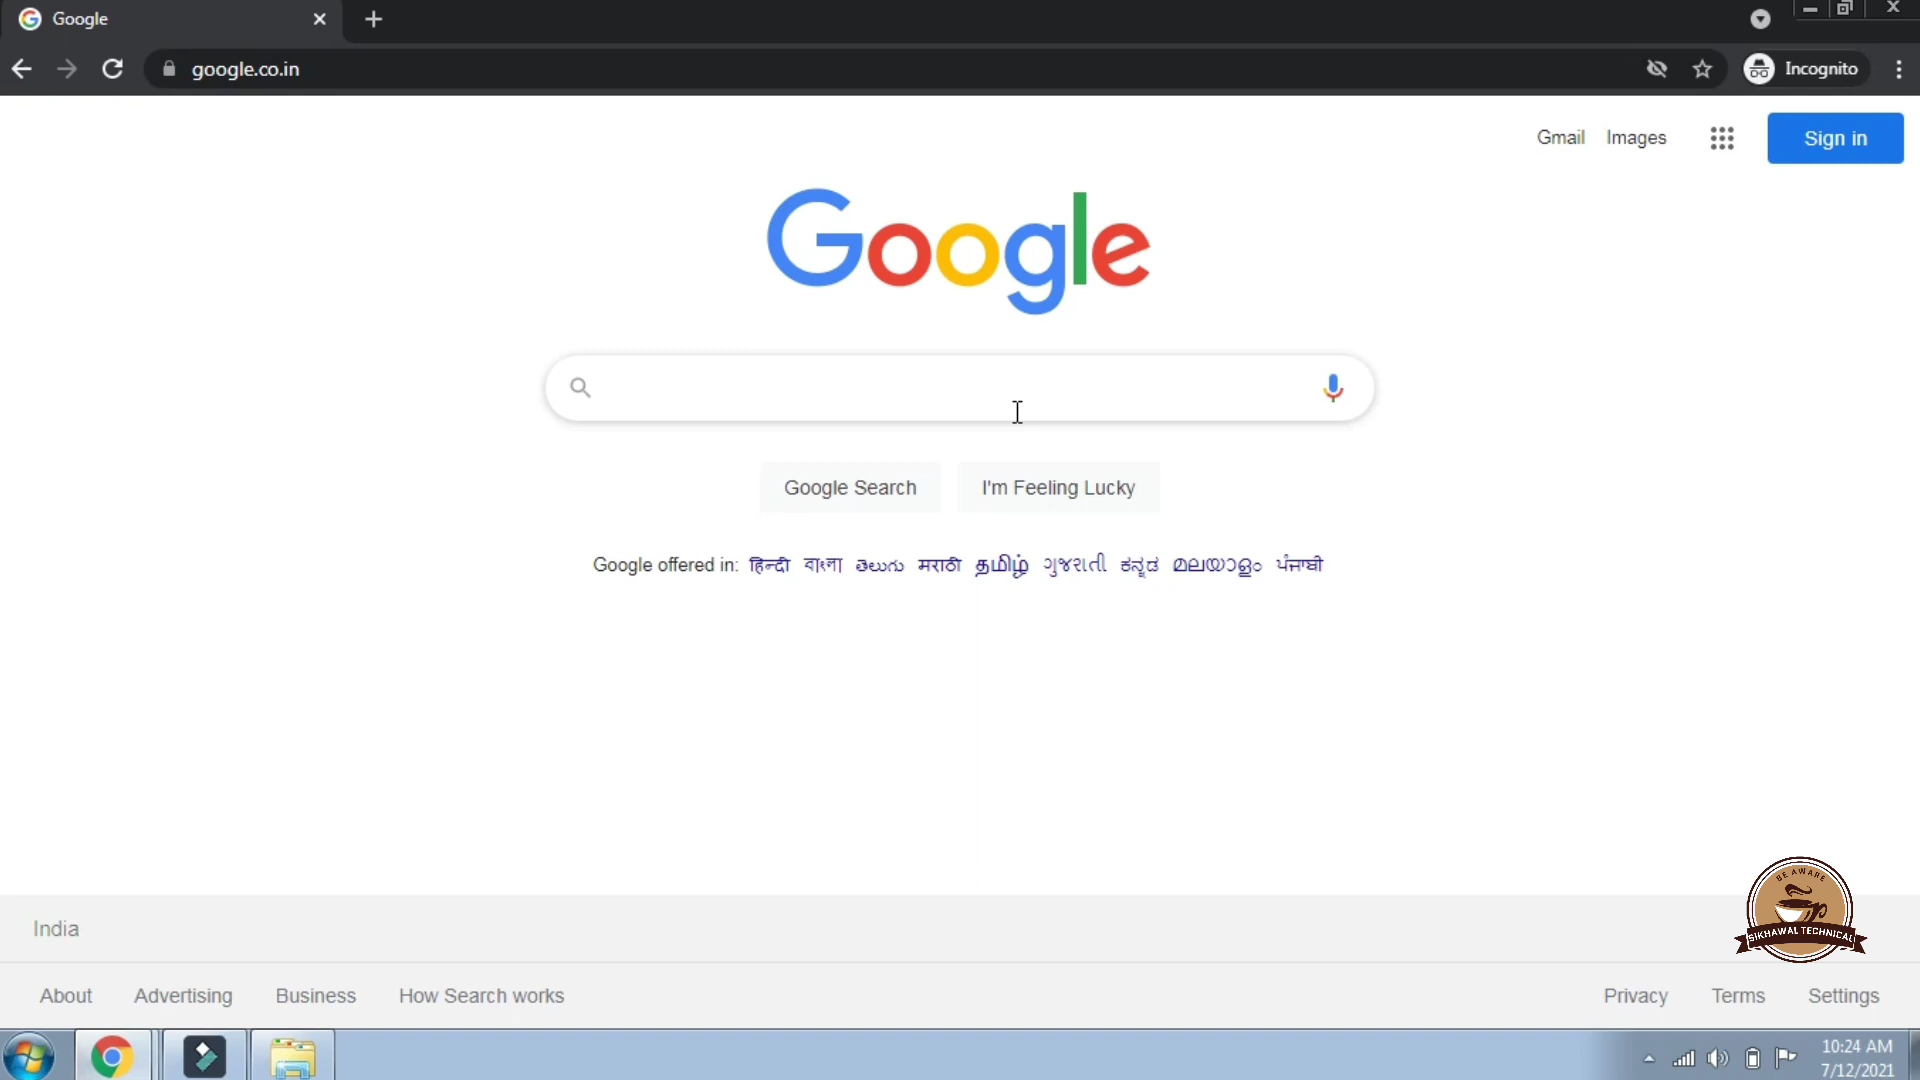 Google
google.co.in
Incognito
Gmail Images
Sign in
Google
Google Search
I'm Feeling Lucky
Google offered in: हिन्दी বাংলা తెలుగు मराठी தமிழ் ગુજરાતી ಕನ್ನಡ മലയാളം ਪੰਜਾਬੀ
BE AWARE
SIKHAWAL TECHNICAL
India
About Advertising Business How Search works
Privacy Terms Settings
10:24 AM
7/12/2021